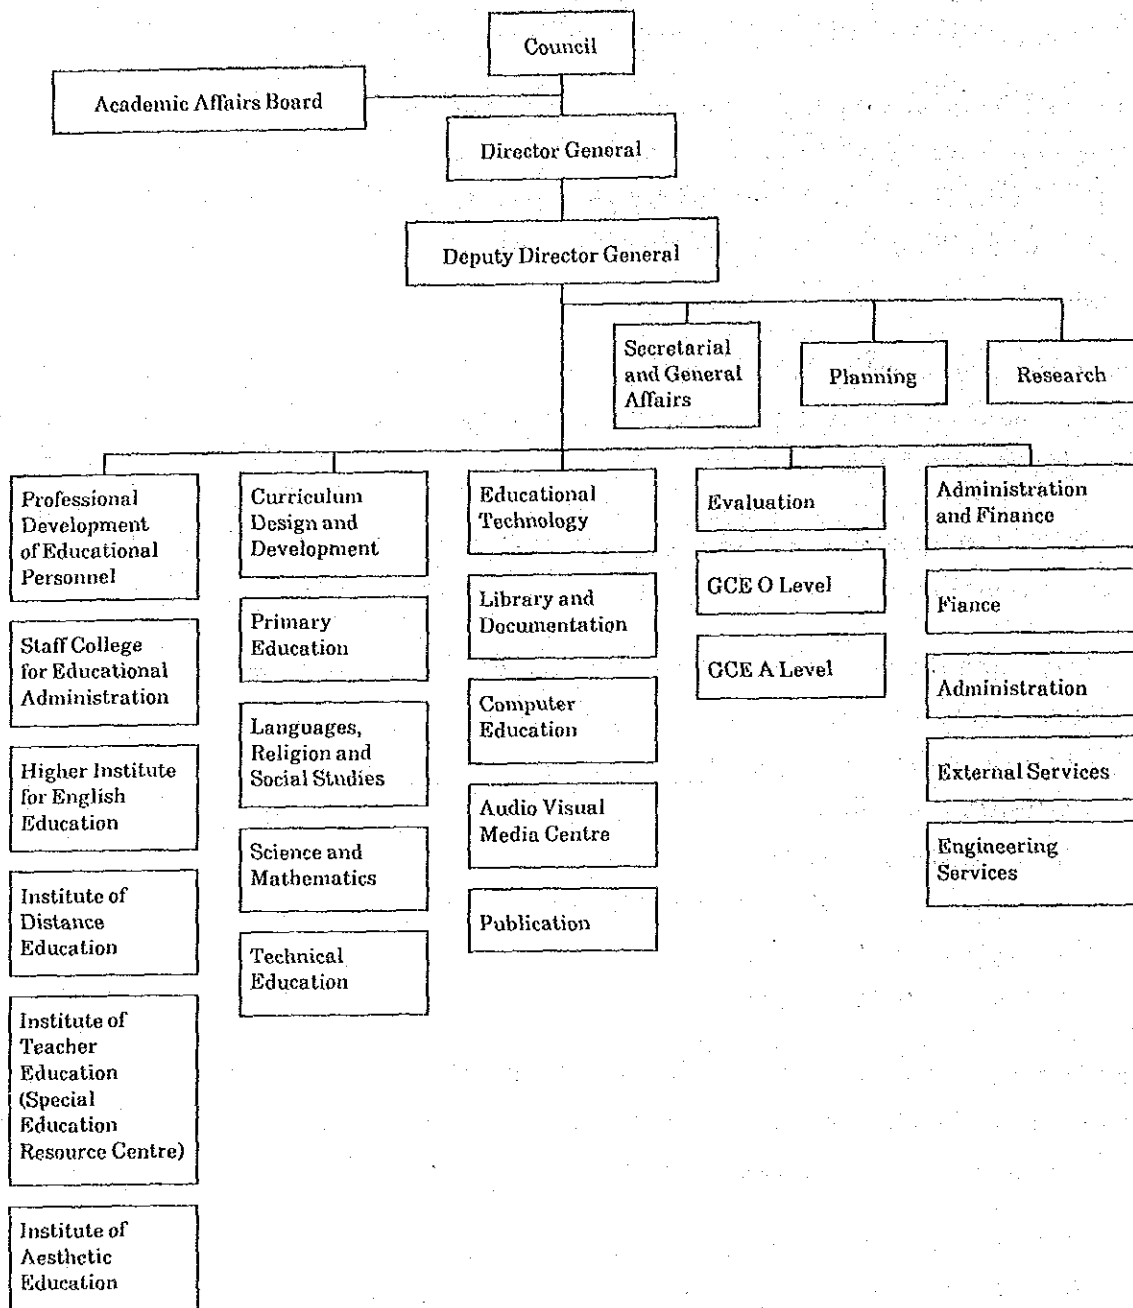 Council
Academic Affairs Board
Director General
Deputy Director General
Secretarial
and General
Affairs
Planning
Research
Professional
Development
of Educational
Personnel
Staff College
for Educational
Administration
Higher Institute
for English
Education
Institute of
Distance
Education
Institute of
Teacher
Education
(Special
Education
Resource Centre)
Institute of
Aesthetic
Education
Curriculum
Design and
Development
Primary
Education
Languages,
Religion and
Social Studies
Science and
Mathematics
Technical
Education
Educational
Technology
Library and
Documentation
Computer
Education
Audio Visual
Media Centre
Publication
Evaluation
GCE O Level
GCE A Level
Administration
and Finance
Fiance
Administration
External Services
Engineering
Services